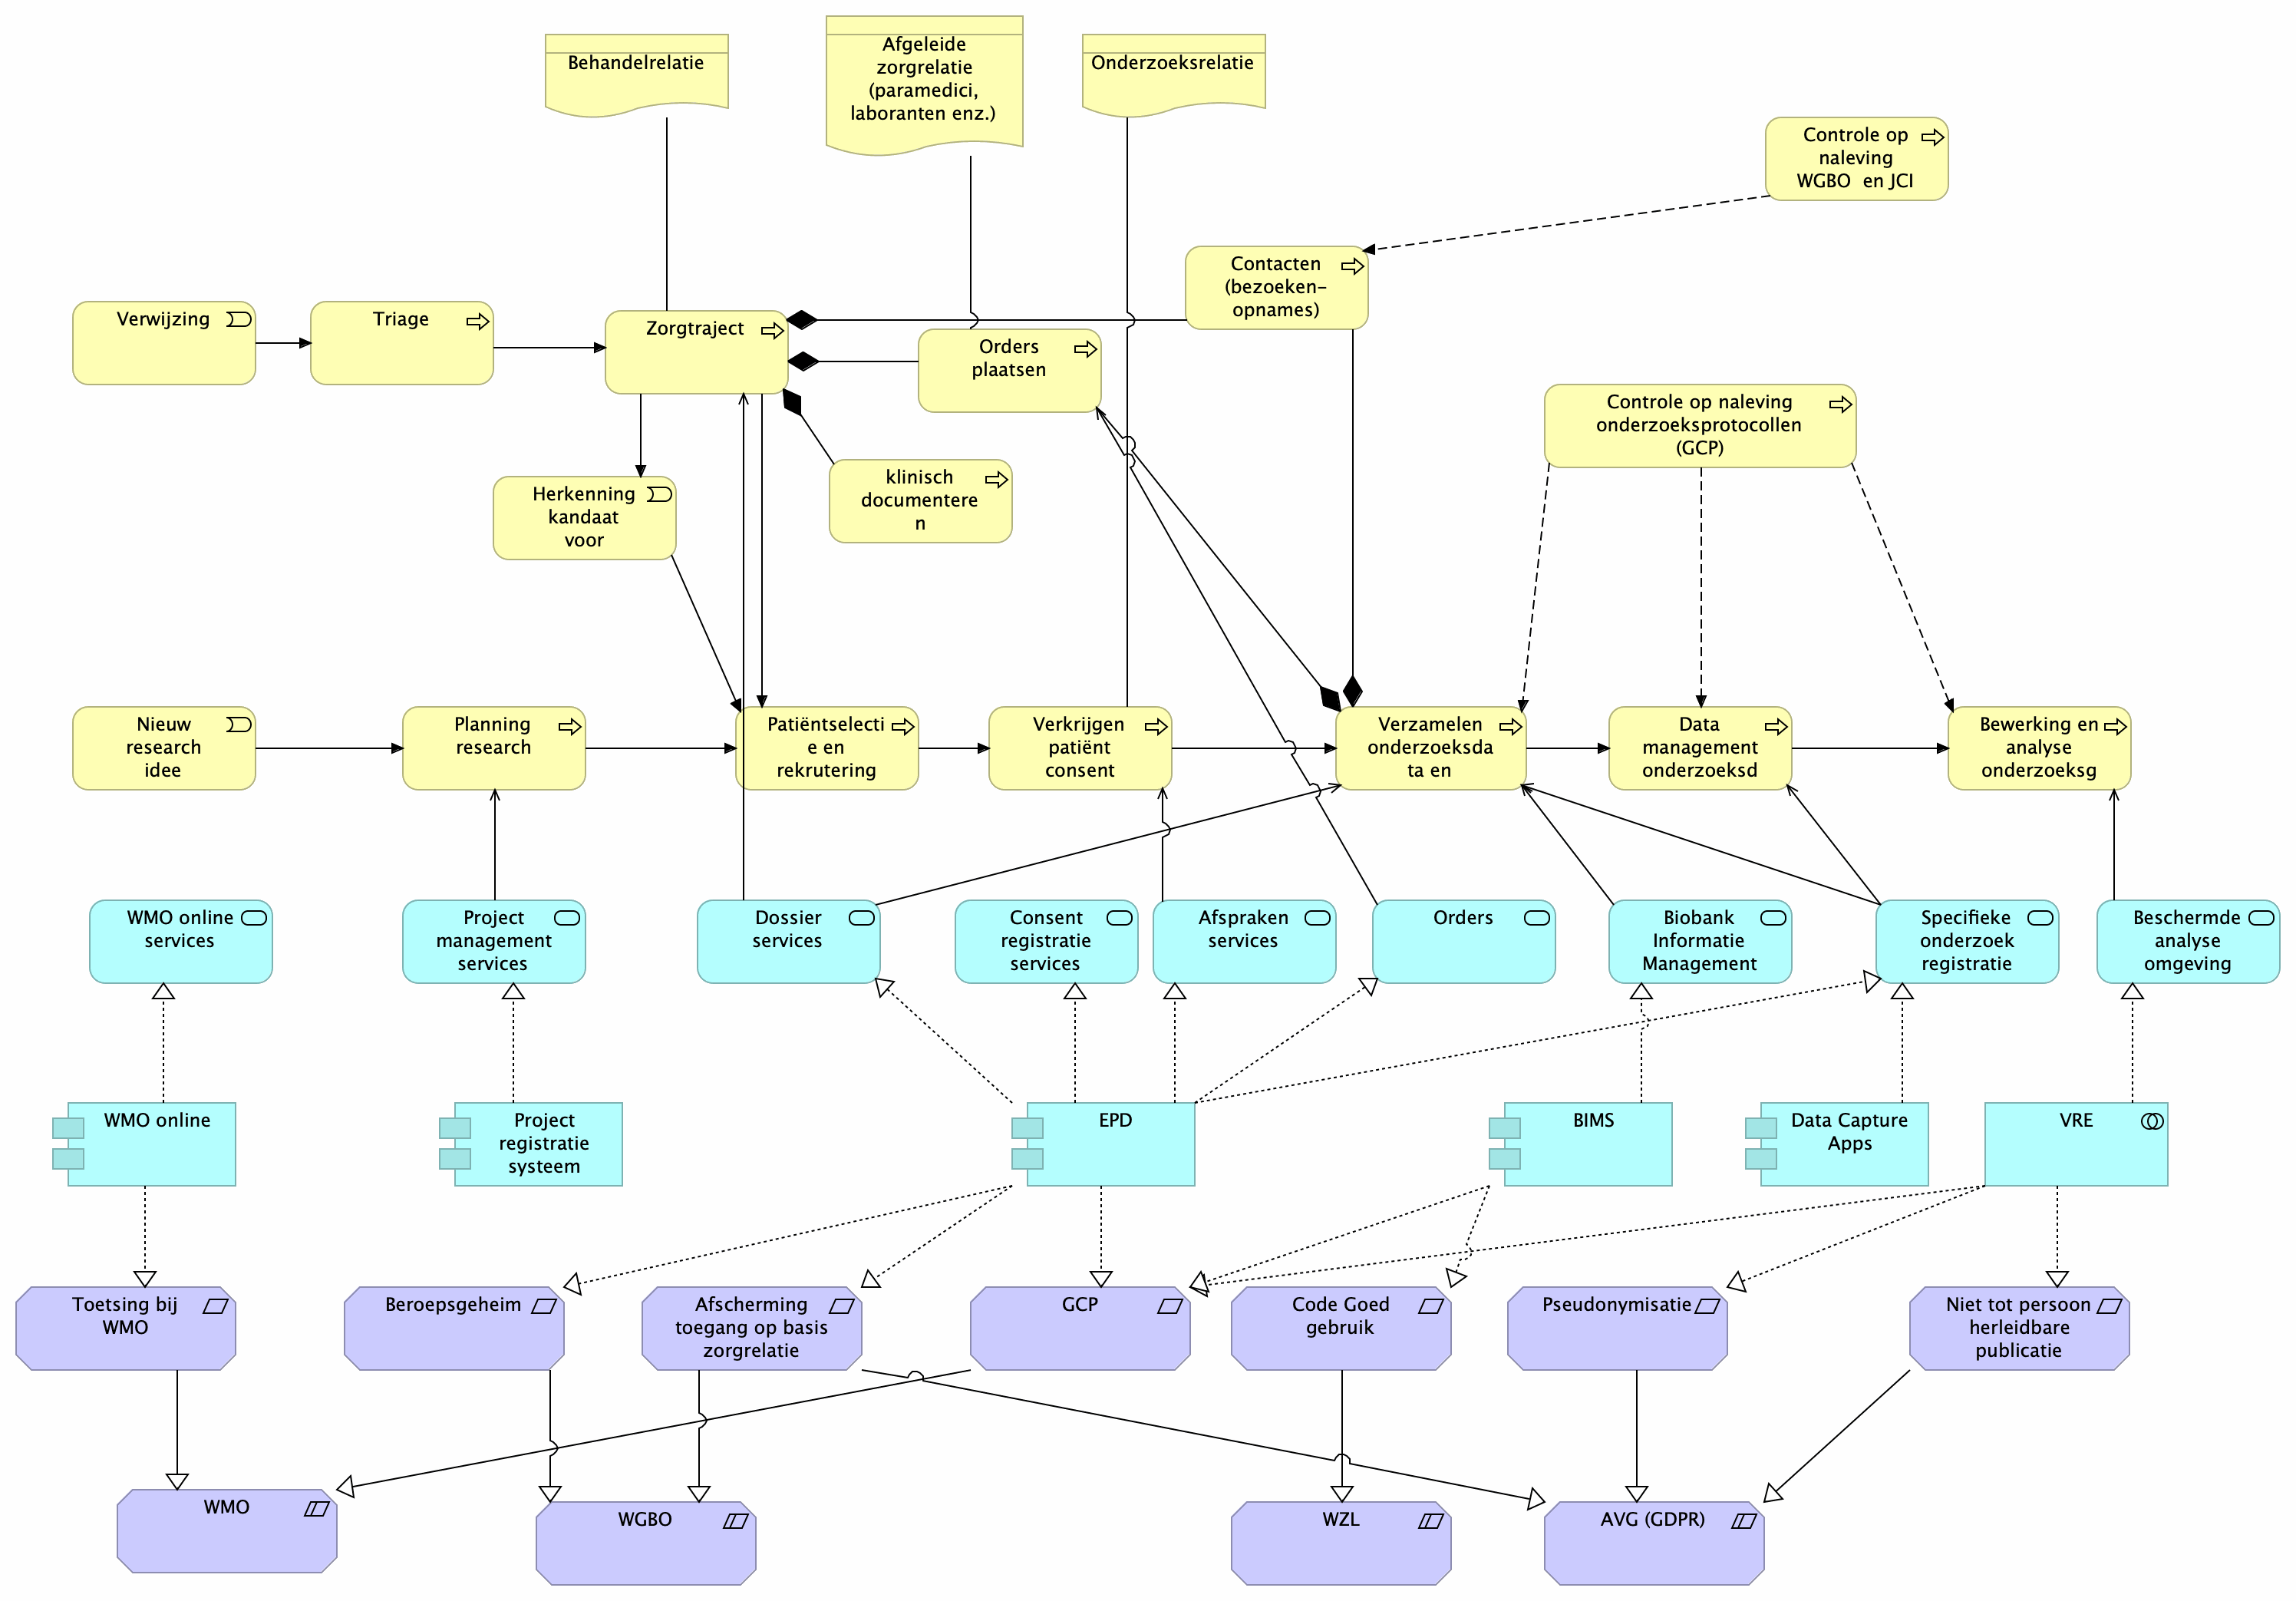 Behandelrelatie
Afgeleide
zorgrelatie
(paramedici,
laboranten enz.)
Onderzoeksrelatie
Controle op
naleving
WGBO  en JCI
Contacten
(bezoeken-
opnames)
Verwijzing
Triage
Zorgtraject
Orders
plaatsen
Controle op naleving
onderzoeksprotocollen
(GCP)
Herkenning
kandaat
voor
klinisch
documentere
n
Nieuw
research
idee
Planning
research
Patiëntselecti
e en
rekrutering
Verkrijgen
patiënt
consent
Verzamelen
onderzoeksda
ta en
Data
management
onderzoeksd
Bewerking en
analyse
onderzoeksg
WMO online
services
Project
management
services
Dossier
services
Consent
registratie
services
Afspraken
services
Orders
Biobank
Informatie
Management
Specifieke
onderzoek
registratie
Beschermde
analyse
omgeving
WMO online
Project
registratie
systeem
EPD
BIMS
Data Capture
Apps
VRE
Toetsing bij
WMO
Beroepsgeheim
Afscherming
toegang op basis
zorgrelatie
GCP
Code Goed
gebruik
Pseudonymisatie
Niet tot persoon
herleidbare
publicatie
WMO
WGBO
WZL
AVG (GDPR)